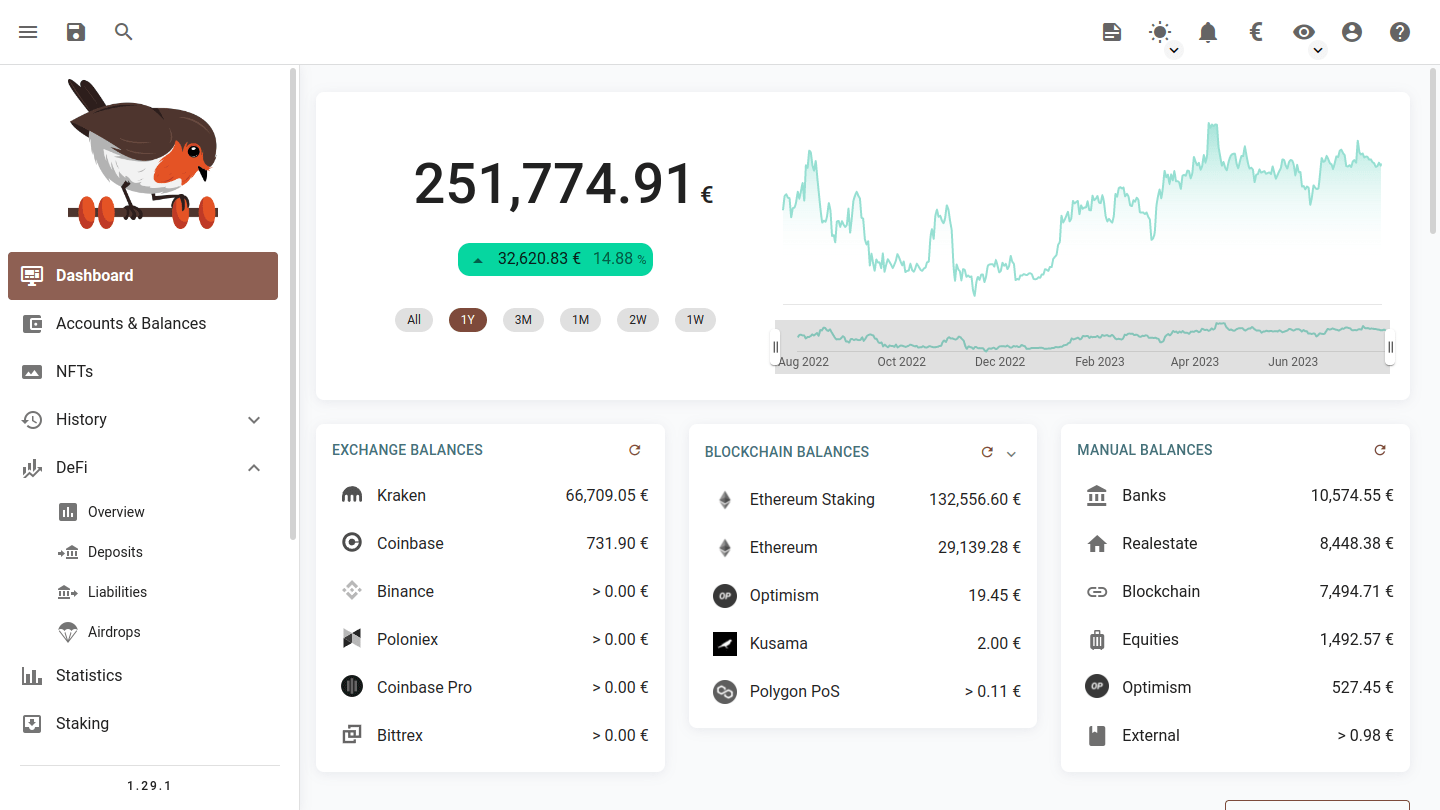 €
251,774.91 €
32,620.83 € 14.88 %
All 1Y 3M 1M 2W 1W
Aug 2022 Oct 2022 Dec 2022 Feb 2023 Apr 2023 Jun 2023
Dashboard
Accounts & Balances
NFTs
History
DeFi
Overview
Deposits
Liabilities
Airdrops
Statistics
Staking
1.29.1
EXCHANGE BALANCES
Kraken 66,709.05 €
Coinbase 731.90 €
Binance > 0.00 €
Poloniex > 0.00 €
Coinbase Pro > 0.00 €
Bittrex > 0.00 €
BLOCKCHAIN BALANCES
Ethereum Staking 132,556.60 €
Ethereum 29,139.28 €
OP Optimism 19.45 €
Kusama 2.00 €
Polygon PoS > 0.11 €
MANUAL BALANCES
Banks 10,574.55 €
Realestate 8,448.38 €
Blockchain 7,494.71 €
Equities 1,492.57 €
OP Optimism 527.45 €
External > 0.98 €